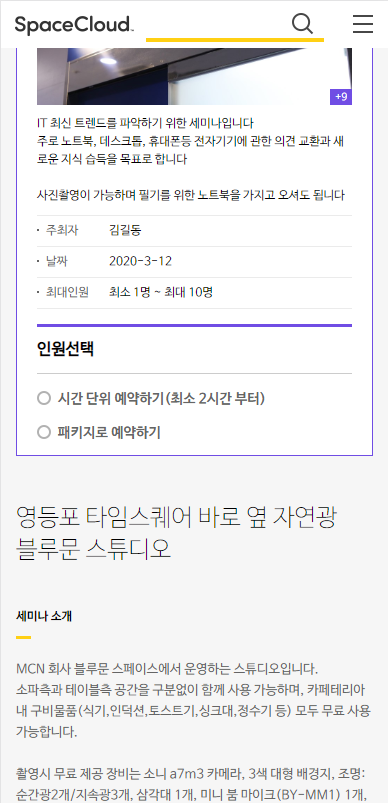 SpaceCloud.
+9
IT 최신 트렌드를 파악하기 위한 세미나입니다
주로 노트북, 데스크톱, 휴대폰등 전자기기에 관한 의견 교환과 새
로운 지식 습득을 목표로 합니다
사진촬영이 가능하며 필기를 위한 노트북을 가지고 오셔도 됩니다
· 주최자 김길동
· 날짜 2020-3-12
· 최대인원 최소 1명 ~ 최대 10명
인원선택
시간 단위 예약하기(최소 2시간 부터)
패키지로 예약하기
영등포 타임스퀘어 바로 옆 자연광
블루문 스튜디오
세미나 소개
MCN 회사 블루문 스페이스에서 운영하는 스튜디오입니다.
소파측과 테이블측 공간을 구분없이 함께 사용 가능하며, 카페테리아
내 구비물품(식기,인덕션,토스트기,싱크대,정수기 등) 모두 무료 사용
가능합니다.
촬영시 무료 제공 장비는 소니 a7m3 카메라, 3색 대형 배경지, 조명:
순간광2개/지속광3개, 삼각대 1개, 미니 붐 마이크(BY-MM1) 1개,